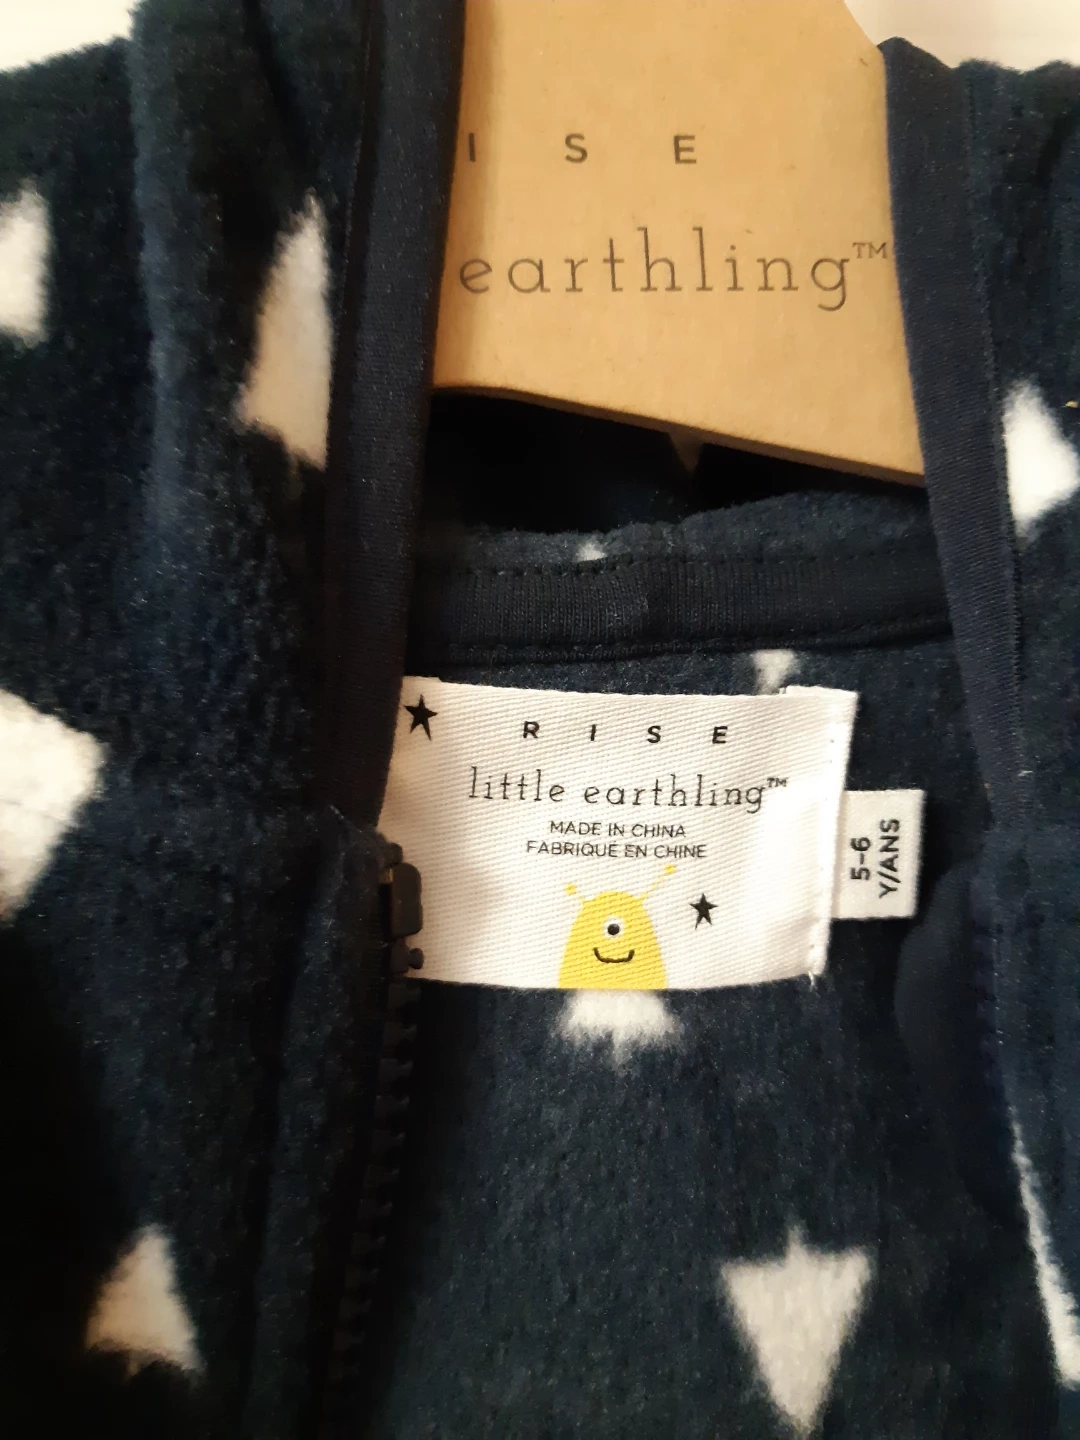 I S E
earthling™
R I S E
little earthling™
MADE IN CHINA
FABRIQUÉ EN CHINE
5-6
Y/ANS